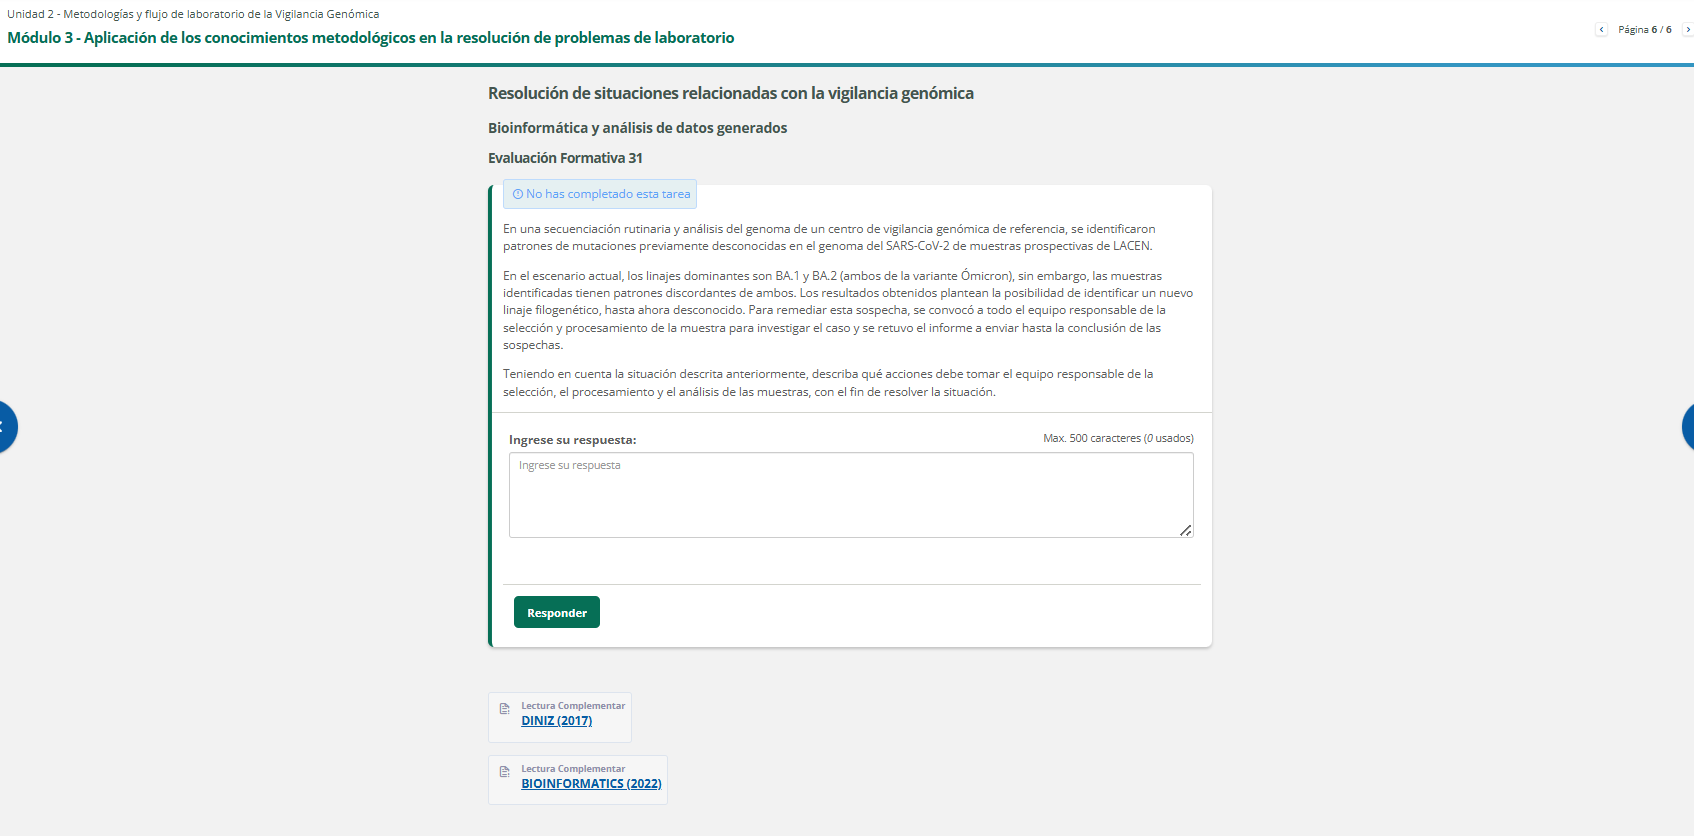 Unidad 2 - Metodologías y flujo de laboratorio de la Vigilancia Genómica
Módulo 3 - Aplicación de los conocimientos metodológicos en la resolución de problemas de laboratorio
Página 6 / 6
Resolución de situaciones relacionadas con la vigilancia genómica
Bioinformática y análisis de datos generados
Evaluación Formativa 31
No has completado esta tarea
En una secuenciación rutinaria y análisis del genoma de un centro de vigilancia genómica de referencia, se identificaron
patrones de mutaciones previamente desconocidas en el genoma del SARS-CoV-2 de muestras prospectivas de LACEN.
En el escenario actual, los linajes dominantes son BA.1 y BA.2 (ambos de la variante Ómicron), sin embargo, las muestras
identificadas tienen patrones discordantes de ambos. Los resultados obtenidos plantean la posibilidad de identificar un nuevo
linaje filogenético, hasta ahora desconocido. Para remediar esta sospecha, se convocó a todo el equipo responsable de la
selección y procesamiento de la muestra para investigar el caso y se retuvo el informe a enviar hasta la conclusión de las
sospechas.
Teniendo en cuenta la situación descrita anteriormente, describa qué acciones debe tomar el equipo responsable de la
selección, el procesamiento y el análisis de las muestras, con el fin de resolver la situación.
Ingrese su respuesta:
Max. 500 caracteres (0 usados)
Ingrese su respuesta
Responder
Lectura Complementar
DINIZ (2017)
Lectura Complementar
BIOINFORMATICS (2022)